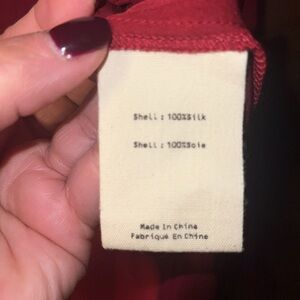 Shell : 100%Silk
Shell : 100%Soie
Made In China
Fabriqué En Chine